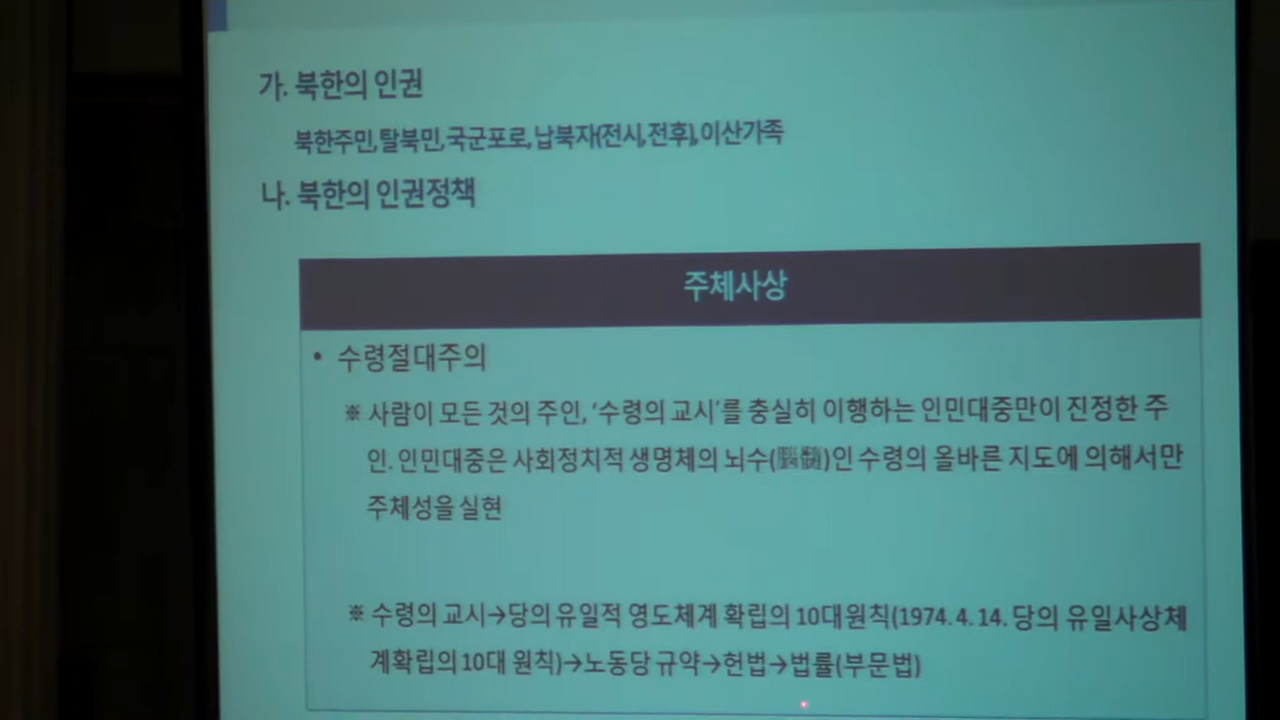 가. 북한의 인권
북한주민,탈북민,국군포로,납북자(전시,전후),이산가족
나. 북한의 인권정책
주체사상
• 수령절대주의
※ 사람이 모든 것의 주인, ‘수령의 교시’를 충실히 이행하는 인민대중만이 진정한 주
인. 인민대중은 사회정치적 생명체의 뇌수(腦髓)인 수령의 올바른 지도에 의해서만
주체성을 실현
※ 수령의 교시→당의 유일적 영도체계 확립의 10대원칙(1974. 4. 14. 당의 유일사상체
계확립의 10대 원칙)→노동당 규약→헌법→법률(부문법)